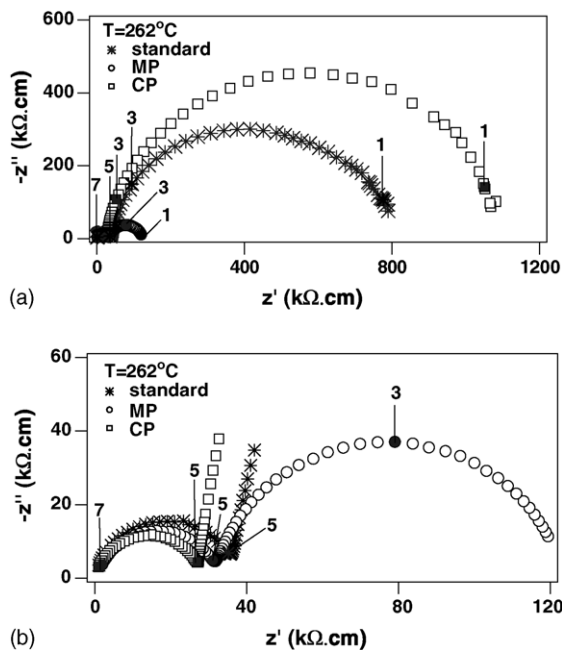 600
400
200
0
-z'' (kΩ.cm)
T=262°C
standard
MP
CP
7
5
3
3
3
1
1
1
0
400
800
1200
z' (kΩ.cm)
(a)
60
40
20
0
-z'' (kΩ.cm)
T=262°C
standard
MP
CP
7
5
5
5
3
0
40
80
120
z' (kΩ.cm)
(b)